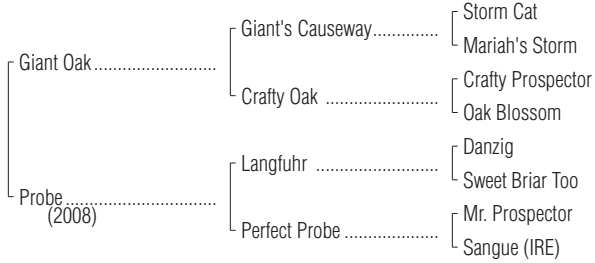 Storm Cat
Giant's Causeway..............
Mariah's Storm
Giant Oak..........................
Crafty Prospector
Crafty Oak ........................
Oak Blossom
Danzig
Langfuhr ..........................
Sweet Briar Too
Probe................................
(2008)
Mr. Prospector
Perfect Probe ....................
Sangue (IRE)